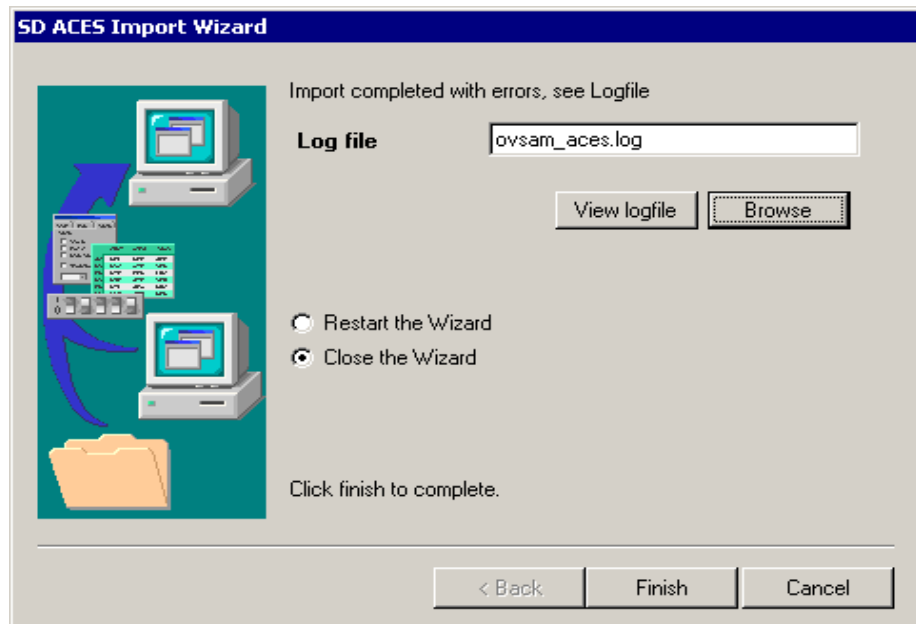 SD ACES Import Wizard
Import completed with errors, see Logfile
Log file ovsam_aces.log
View logfile Browse
Restart the Wizard
Close the Wizard
Click finish to complete.
< Back Finish Cancel